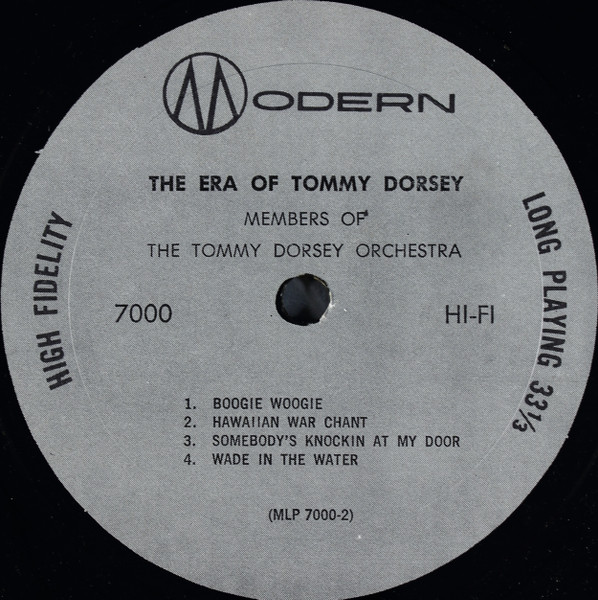 MODERN
THE ERA OF TOMMY DORSEY
MEMBERS OF
THE TOMMY DORSEY ORCHESTRA
HIGH FIDELITY
7000
HI-FI
LONG PLAYING 33⅓
1. BOOGIE WOOGIE
2. HAWAIIAN WAR CHANT
3. SOMEBODY'S KNOCKIN AT MY DOOR
4. WADE IN THE WATER
(MLP 7000-2)